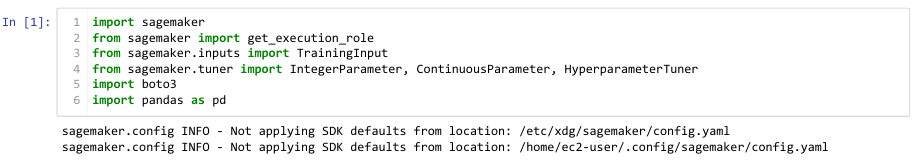 In [1]:
1 import sagemaker
2 from sagemaker import get_execution_role
3 from sagemaker.inputs import TrainingInput
4 from sagemaker.tuner import IntegerParameter, ContinuousParameter, HyperparameterTuner
5 import boto3
6 import pandas as pd
sagemaker.config INFO - Not applying SDK defaults from location: /etc/xdg/sagemaker/config.yaml
sagemaker.config INFO - Not applying SDK defaults from location: /home/ec2-user/.config/sagemaker/config.yaml